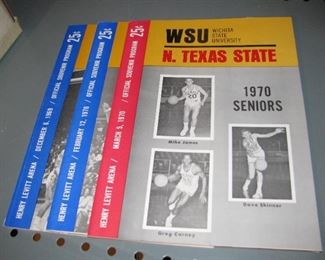 HENRY LEVITT ARENA / DECEMBER 6, 1969 / OFFICIAL SOUVENIR PROGRAM 25¢
HENRY LEVITT ARENA / FEBRUARY 12, 1970 / OFFICIAL SOUVENIR PROGRAM 25¢
HENRY LEVITT ARENA / MARCH 5, 1970 / OFFICIAL SOUVENIR PROGRAM 25¢
WSU WICHITA
STATE
UNIVERSITY
N. TEXAS STATE
1970
SENIORS
Mike James
Dave Skinner
Greg Carney